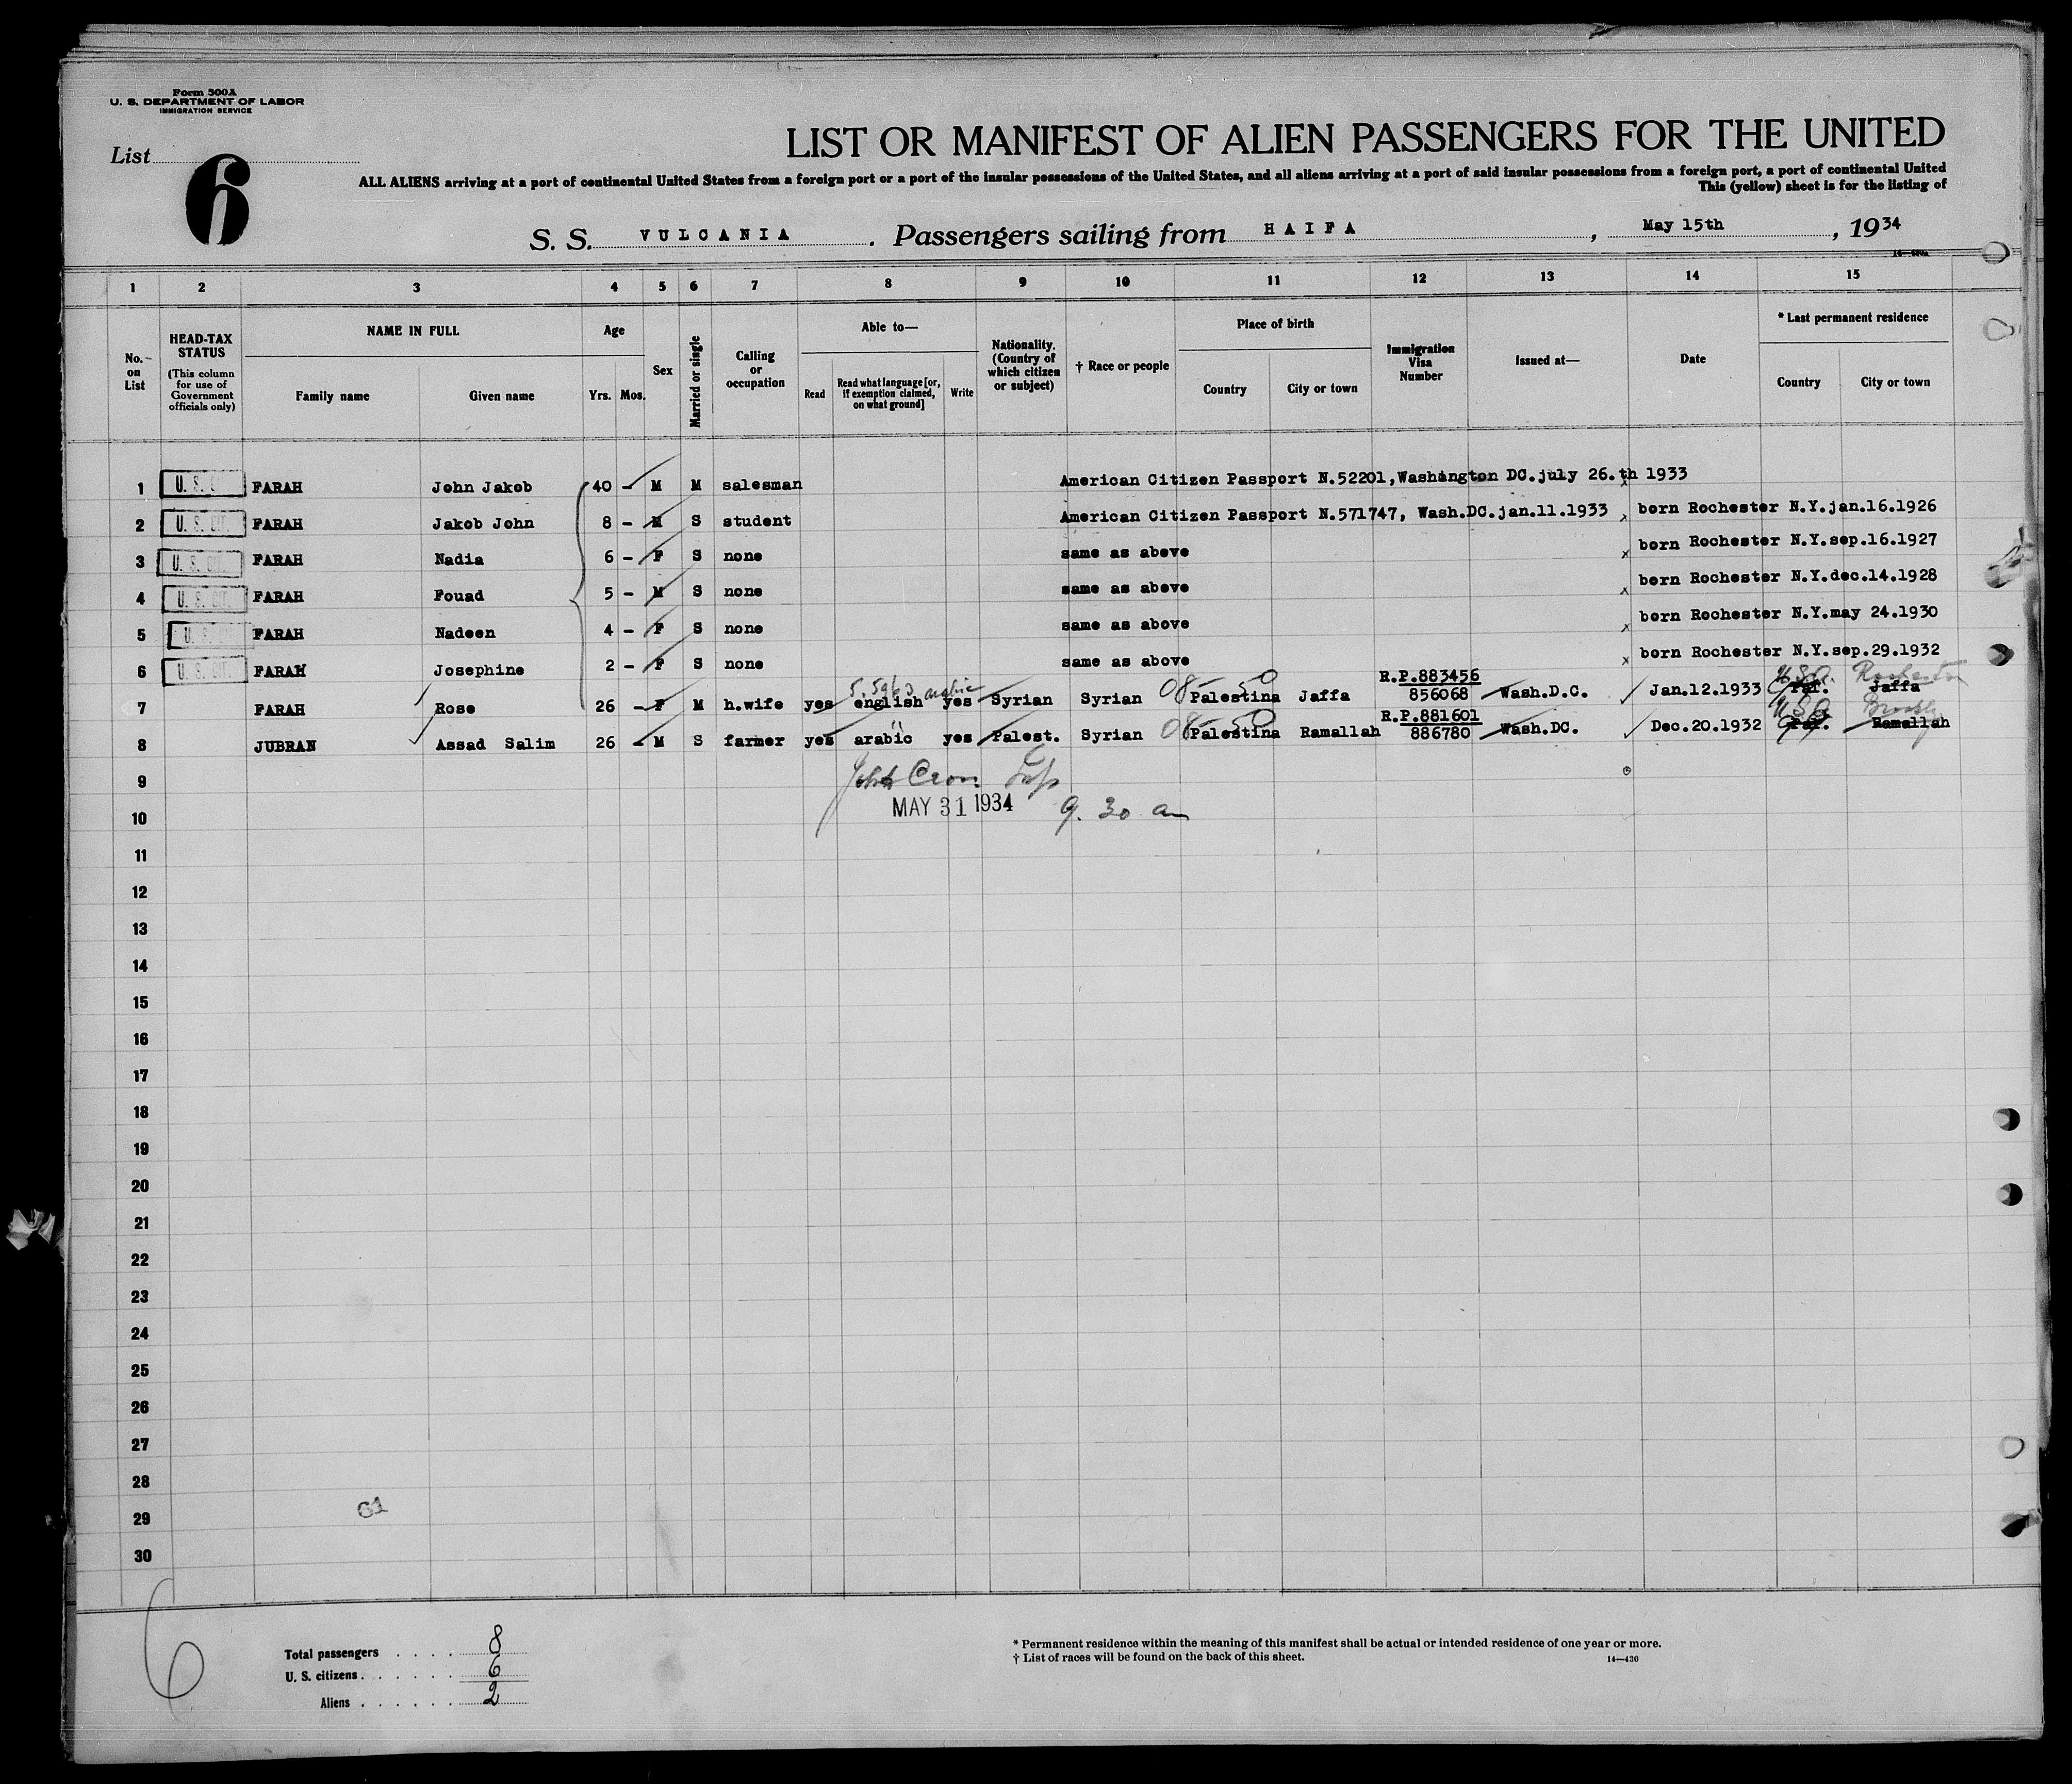 Form 500A
U. S. DEPARTMENT OF LABOR
IMMIGRATION SERVICE
List 6
LIST OR MANIFEST OF ALIEN PASSENGERS FOR THE UNITED
ALL ALIENS arriving at a port of continental United States from a foreign port or a port of the insular possessions of the United States, and all aliens arriving at a port of said insular possessions from a foreign port, a port of continental United
This (yellow) sheet is for the listing of
S. S. VULCANIA . Passengers sailing from HAIFA , May 15th , 1934
1 2 3 4 5 6 7 8 9 10 11 12 13 14 15
No. on List
HEAD-TAX STATUS (This column for use of Government officials only)
NAME IN FULL
Family name Given name
Age
Yrs. Mos.
Sex
Married or single
Calling or occupation
Able to—
Read Read what language [or, if exemption claimed, on what ground] Write
Nationality. (Country of which citizen or subject)
† Race or people
Place of birth
Country City or town
Immigration Visa Number
Issued at—
Date
* Last permanent residence
Country City or town
1 U. S. CIT. FARAH John Jakob 40 - M M salesman American Citizen Passport N.52201,Washington DC.july 26.th 1933
2 U. S. CIT. FARAH Jakob John 8 - M S student American Citizen Passport N.571747, Wash.DC.jan.11.1933 x born Rochester N.Y.jan.16.1926
3 U. S. CIT. FARAH Nadia 6 - F S none same as above x born Rochester N.Y.sep.16.1927
4 U. S. CIT. FARAH Fouad 5 - M S none same as above x born Rochester N.Y.dec.14.1928
5 U. S. CIT. FARAH Nadeen 4 - F S none same as above x born Rochester N.Y.may 24.1930
6 U. S. CIT. FARAH Josephine 2 - F S none same as above x born Rochester N.Y.sep.29.1932
arabic R.P.883456 U.S.A. Rochester
7 FARAH Rose 26 - F M h.wife yes english yes Syrian Syrian Palestina Jaffa 856068 Wash.D.C. Jan.12.1933 Pal. Jaffa
R.P.881601 U.S.A. Brooklyn
8 JUBRAN Assad Salim 26 - M S farmer yes arabic yes Palest. Syrian Palestina Ramallah 886780 Wash.DC. Dec.20.1932 Pal. Ramallah
9
10 MAY 31 1934 9.30 am
11
12
13
14
15
16
17
18
19
20
21
22
23
24
25
26
27
28
29
61
30
6
Total passengers . . . . 8
U. S. citizens . . . . . . 6
Aliens . . . . . . 2
* Permanent residence within the meaning of this manifest shall be actual or intended residence of one year or more.
† List of races will be found on the back of this sheet.
14—430